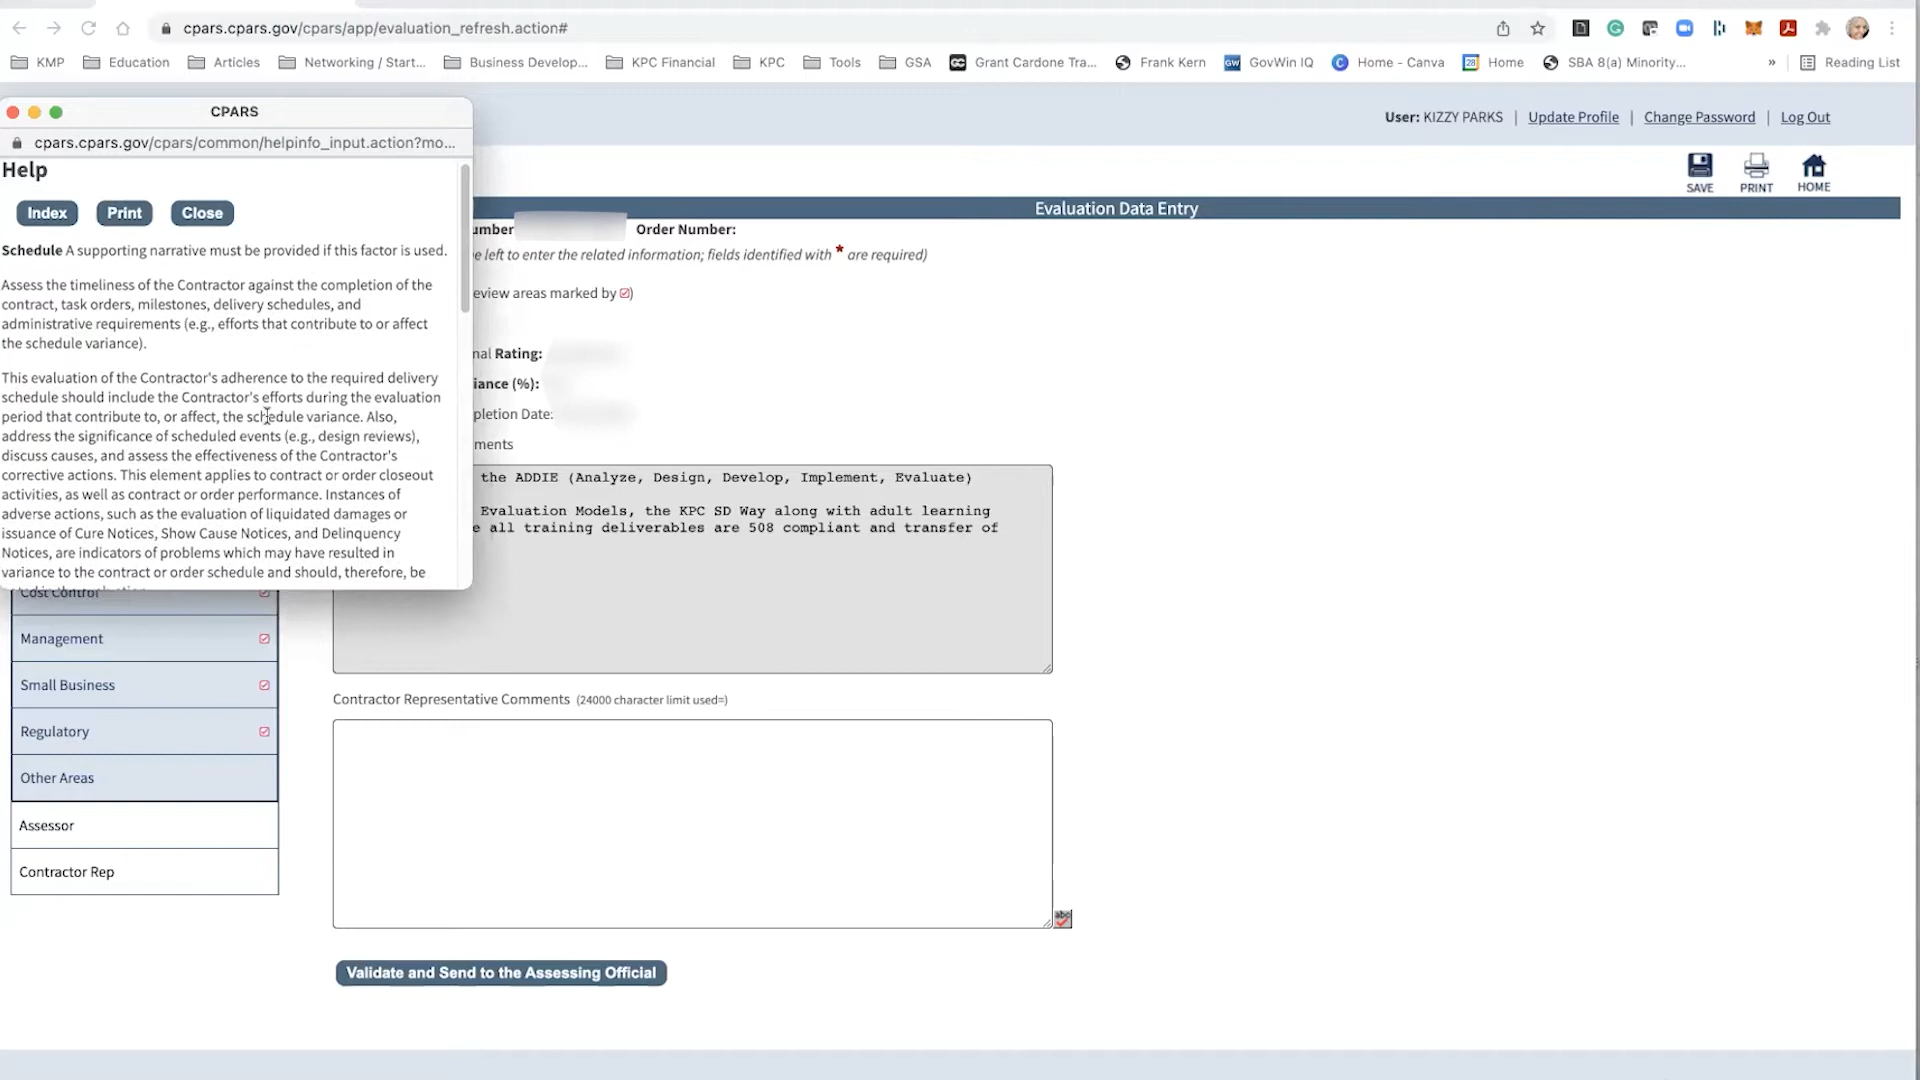 cpars.cpars.gov/cpars/app/evaluation_refresh.action#
KMP Education Articles Networking / Start... Business Develop... KPC Financial KPC Tools GSA Grant Cardone Tra... Frank Kern GovWin IQ Home - Canva Home SBA 8(a) Minority... » Reading List
CPARS
cpars.cpars.gov/cpars/common/helpinfo_input.action?mo...
Help
Index Print Close
Schedule A supporting narrative must be provided if this factor is used.
Assess the timeliness of the Contractor against the completion of the
contract, task orders, milestones, delivery schedules, and
administrative requirements (e.g., efforts that contribute to or affect
the schedule variance).
This evaluation of the Contractor's adherence to the required delivery
schedule should include the Contractor's efforts during the evaluation
period that contribute to, or affect, the schedule variance. Also,
address the significance of scheduled events (e.g., design reviews),
discuss causes, and assess the effectiveness of the Contractor's
corrective actions. This element applies to contract or order closeout
activities, as well as contract or order performance. Instances of
adverse actions, such as the evaluation of liquidated damages or
issuance of Cure Notices, Show Cause Notices, and Delinquency
Notices, are indicators of problems which may have resulted in
variance to the contract or order schedule and should, therefore, be
User: KIZZY PARKS | Update Profile | Change Password | Log Out
SAVE PRINT HOME
Evaluation Data Entry
umber Order Number:
e left to enter the related information; fields identified with * are required)
eview areas marked by )
nal Rating:
iance (%):
pletion Date:
ments
the ADDIE (Analyze, Design, Develop, Implement, Evaluate)
Evaluation Models, the KPC SD Way along with adult learning
e all training deliverables are 508 compliant and transfer of
Cost Control
Management
Small Business
Regulatory
Other Areas
Assessor
Contractor Rep
Contractor Representative Comments (24000 character limit used=)
abc
Validate and Send to the Assessing Official